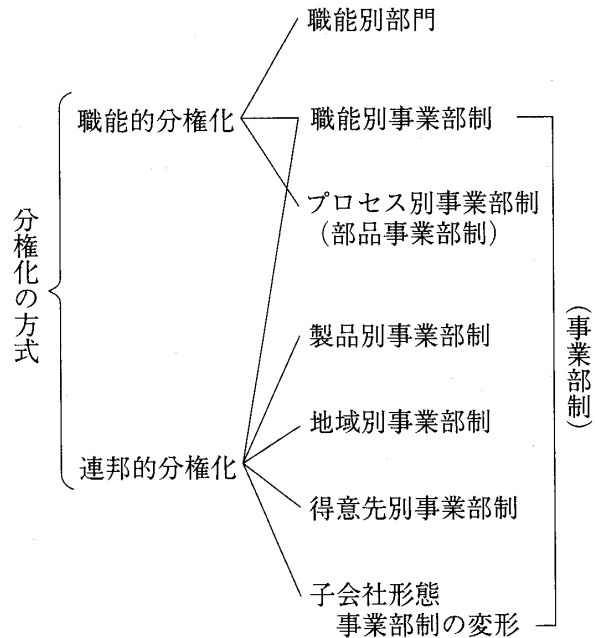 分権化の方式
職能的分権化
職能別部門
職能別事業部制
プロセス別事業部制
(部品事業部制)
連邦的分権化
製品別事業部制
地域別事業部制
得意先別事業部制
子会社形態
事業部制の変形
(事業部制)